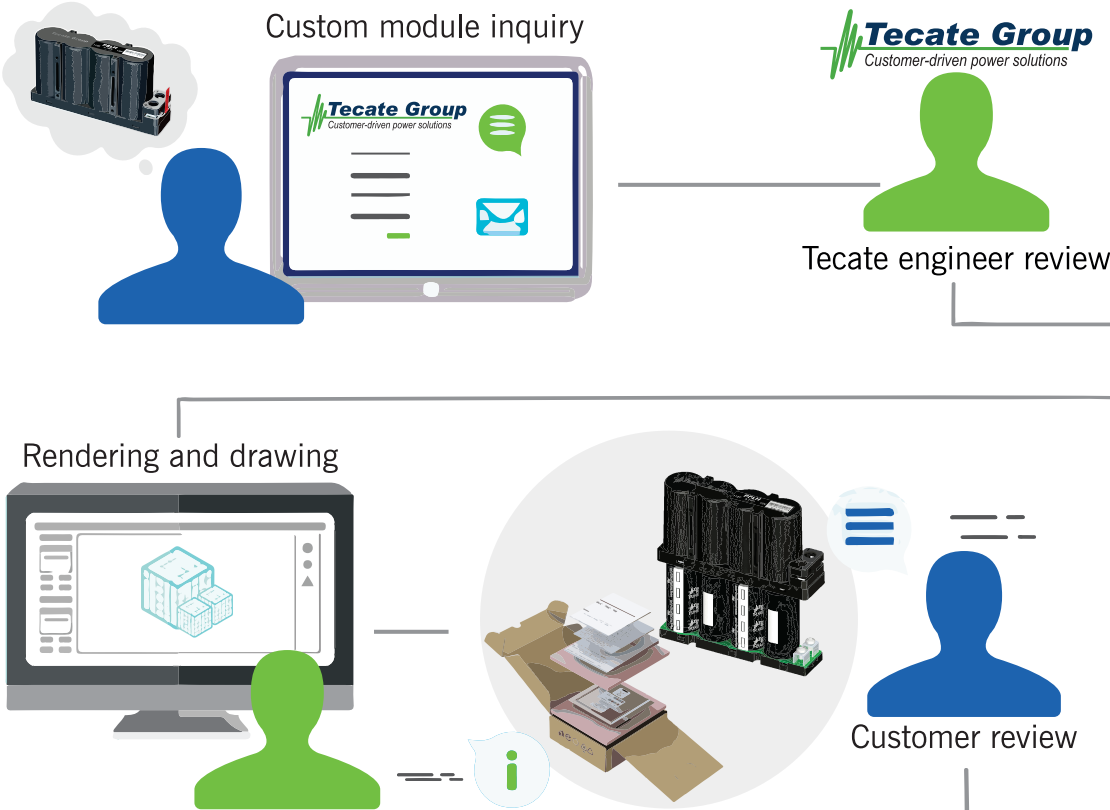 Custom module inquiry
Tecate Group
Customer-driven power solutions
Tecate Group
Customer-driven power solutions
Tecate engineer review
Rendering and drawing
Customer review